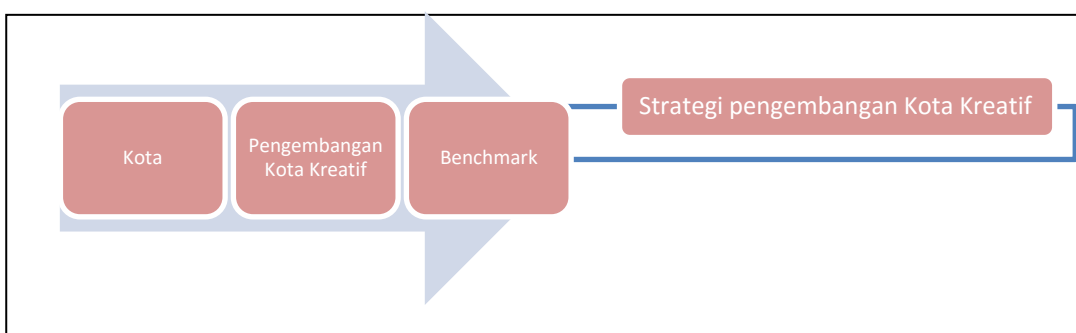 Strategi pengembangan Kota Kreatif
Kota
Pengembangan
Kota Kreatif
Benchmark